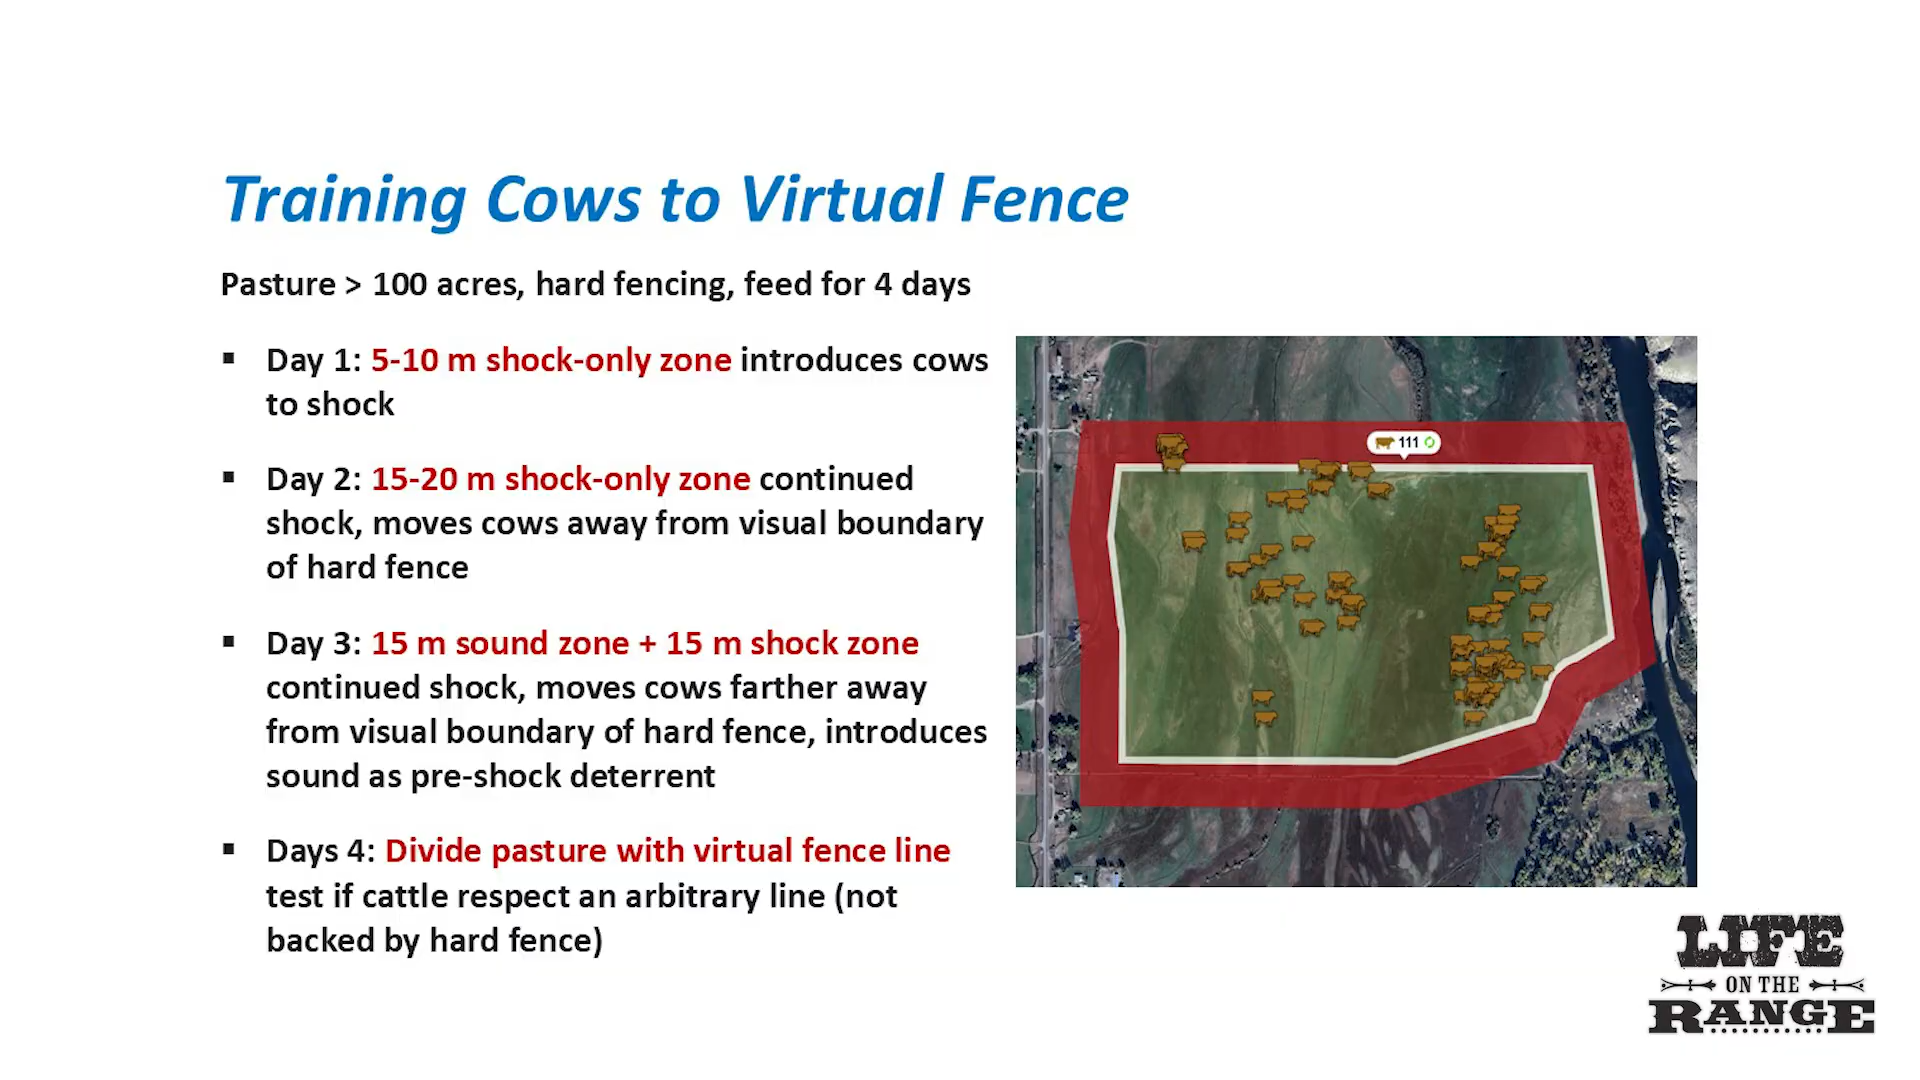 Training Cows to Virtual Fence
Pasture > 100 acres, hard fencing, feed for 4 days
▪ Day 1: 5-10 m shock-only zone introduces cows
to shock
▪ Day 2: 15-20 m shock-only zone continued
shock, moves cows away from visual boundary
of hard fence
▪ Day 3: 15 m sound zone + 15 m shock zone
continued shock, moves cows farther away
from visual boundary of hard fence, introduces
sound as pre-shock deterrent
▪ Days 4: Divide pasture with virtual fence line
test if cattle respect an arbitrary line (not
backed by hard fence)
111
LIFE
ON THE
RANGE